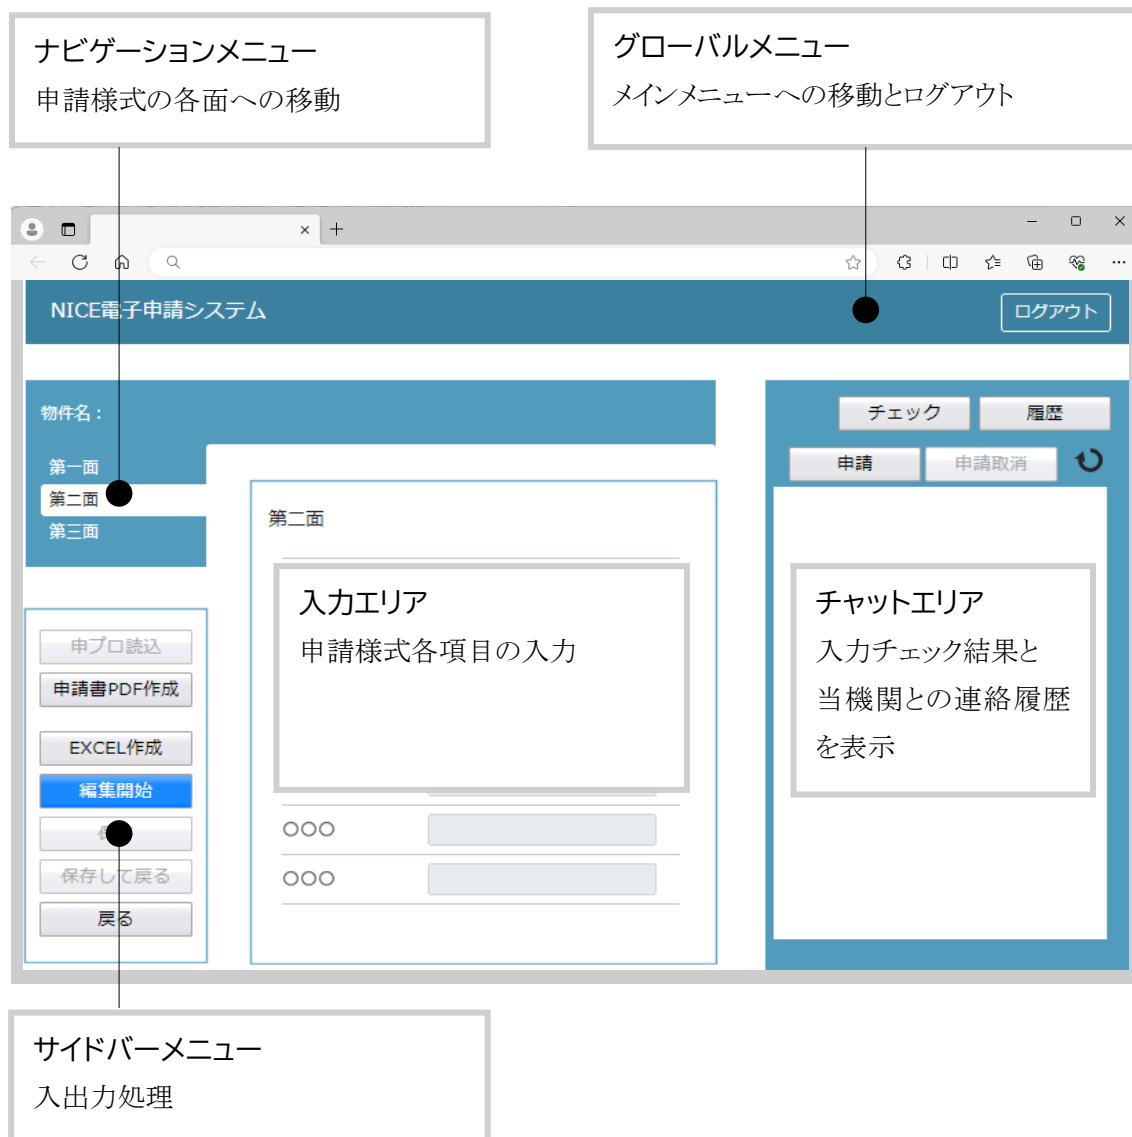 ナビゲーションメニュー
申請様式の各面への移動
グローバルメニュー
メインメニューへの移動とログアウト
NICE電子申請システム
ログアウト
物件名：
第一面
第二面
第三面
チェック
履歴
申請
申請取消
第二面
入力エリア
申請様式各項目の入力
チャットエリア
入力チェック結果と
当機関との連絡履歴
を表示
申プロ読込
申請書PDF作成
EXCEL作成
編集開始
保存して戻る
戻る
〇〇〇
〇〇〇
サイドバーメニュー
入出力処理